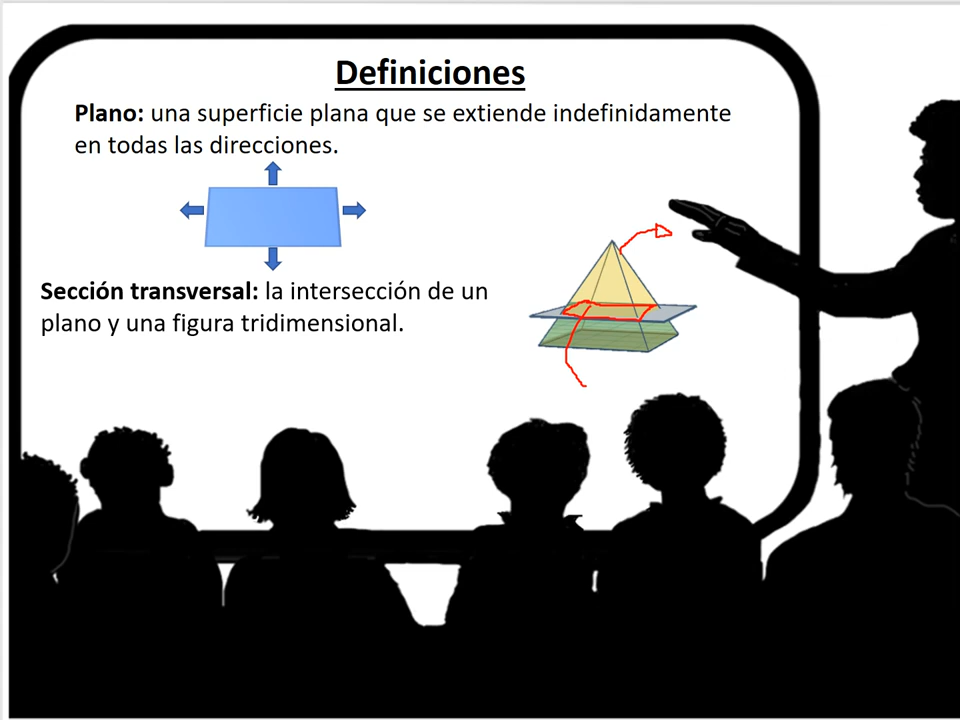 Definiciones
Plano: una superficie plana que se extiende indefinidamente
en todas las direcciones.
Sección transversal: la intersección de un
plano y una figura tridimensional.